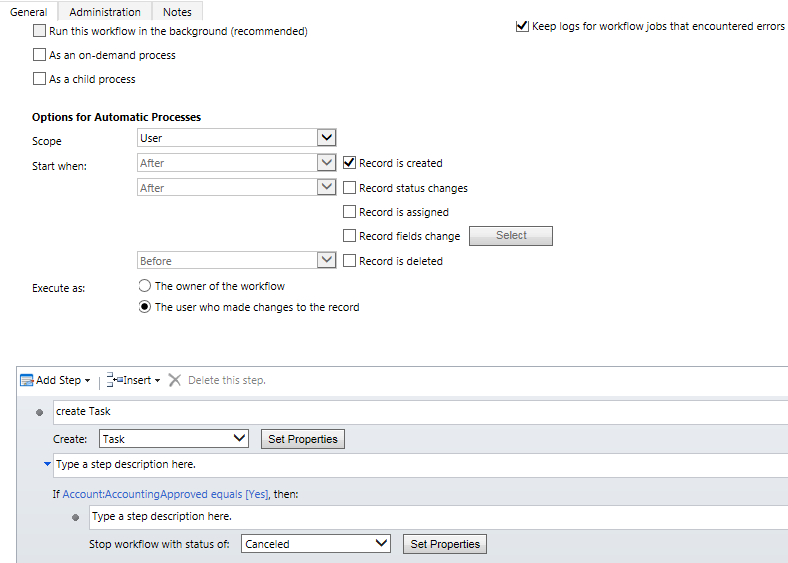 General Administration Notes
Run this workflow in the background (recommended) Keep logs for workflow jobs that encountered errors
As an on-demand process
As a child process
Options for Automatic Processes
Scope User
Start when: After Record is created
After Record status changes
Record is assigned
Record fields change Select
Before Record is deleted
Execute as: The owner of the workflow
The user who made changes to the record
Add Step | Insert Delete this step.
create Task
Create: Task Set Properties
Type a step description here.
If Account:AccountingApproved equals [Yes], then:
Type a step description here.
Stop workflow with status of: Canceled Set Properties